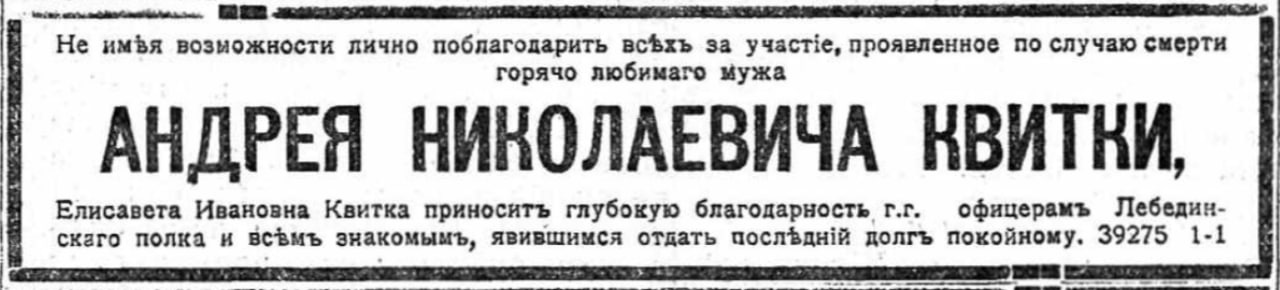 Не имѣя возможности лично поблагодарить всѣхъ за участіе, проявленное по случаю смерти
горячо любимаго мужа
АНДРЕЯ НИКОЛАЕВИЧА КВИТКИ,
Елисавета Ивановна Квитка приноситъ глубокую благодарность г.г. офицерамъ Лебедин-
скаго полка и всѣмъ знакомымъ, явившимся отдать послѣдній долгъ покойному. 39275 1-1